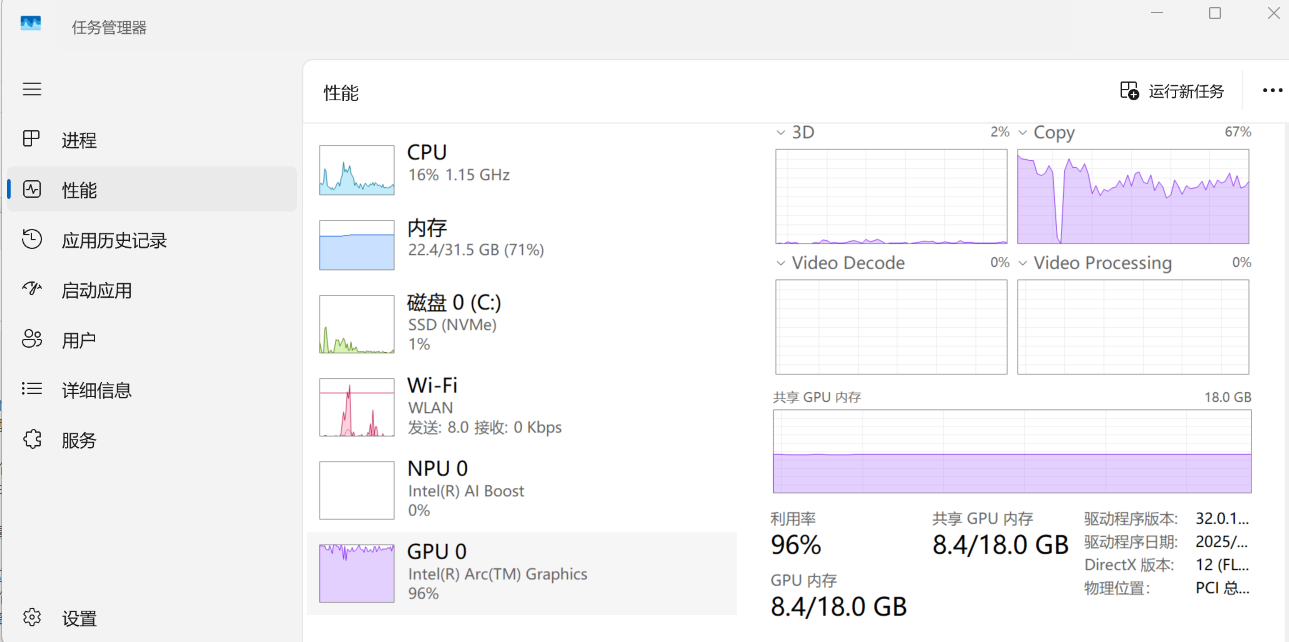 任务管理器
性能
运行新任务
进程
性能
应用历史记录
启动应用
用户
详细信息
服务
设置
CPU
16% 1.15 GHz
内存
22.4/31.5 GB (71%)
磁盘 0 (C:)
SSD (NVMe)
1%
Wi-Fi
WLAN
发送: 8.0 接收: 0 Kbps
NPU 0
Intel(R) AI Boost
0%
GPU 0
Intel(R) Arc(TM) Graphics
96%
3D 2% Copy 67%
Video Decode 0% Video Processing 0%
共享 GPU 内存 18.0 GB
利用率
96%
共享 GPU 内存
8.4/18.0 GB
GPU 内存
8.4/18.0 GB
驱动程序版本: 32.0.1...
驱动程序日期: 2025/...
DirectX 版本: 12 (FL...
物理位置: PCI 总...